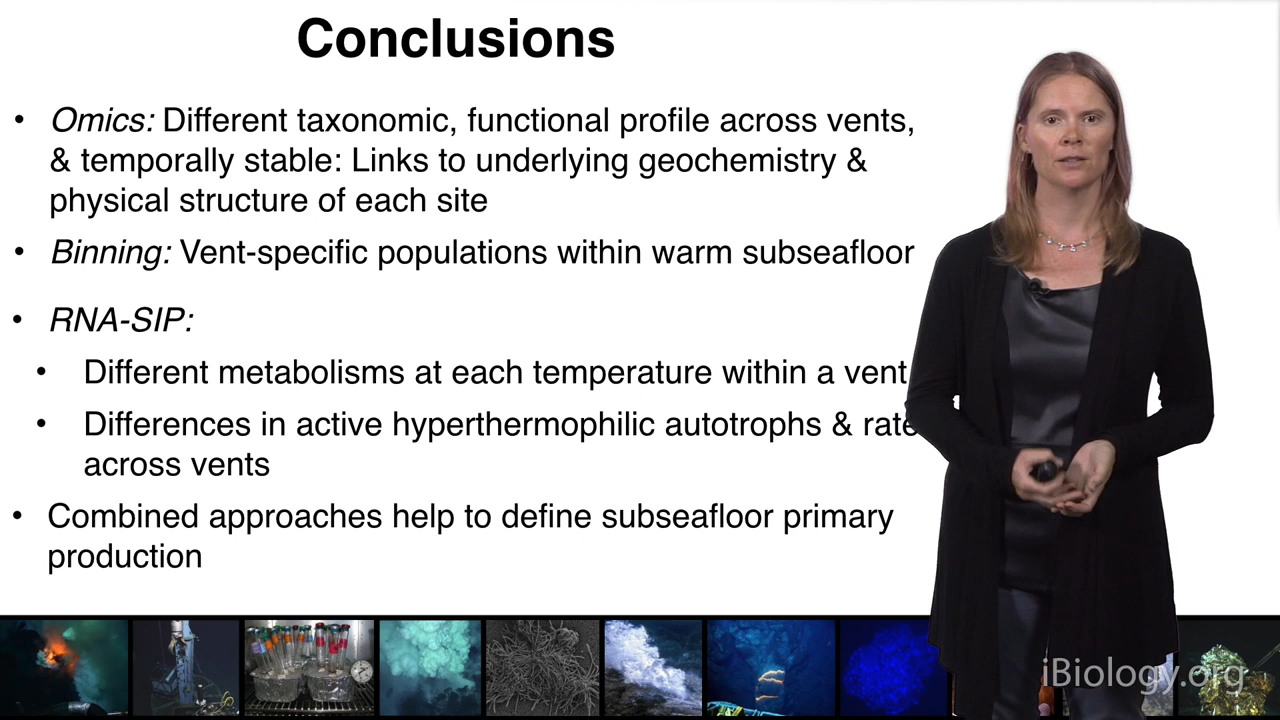 Conclusions
• Omics: Different taxonomic, functional profile across vents,
& temporally stable: Links to underlying geochemistry &
physical structure of each site
• Binning: Vent-specific populations within warm subseafloor
• RNA-SIP:
• Different metabolisms at each temperature within a vent
• Differences in active hyperthermophilic autotrophs & rate
across vents
• Combined approaches help to define subseafloor primary
production
iBiology.org